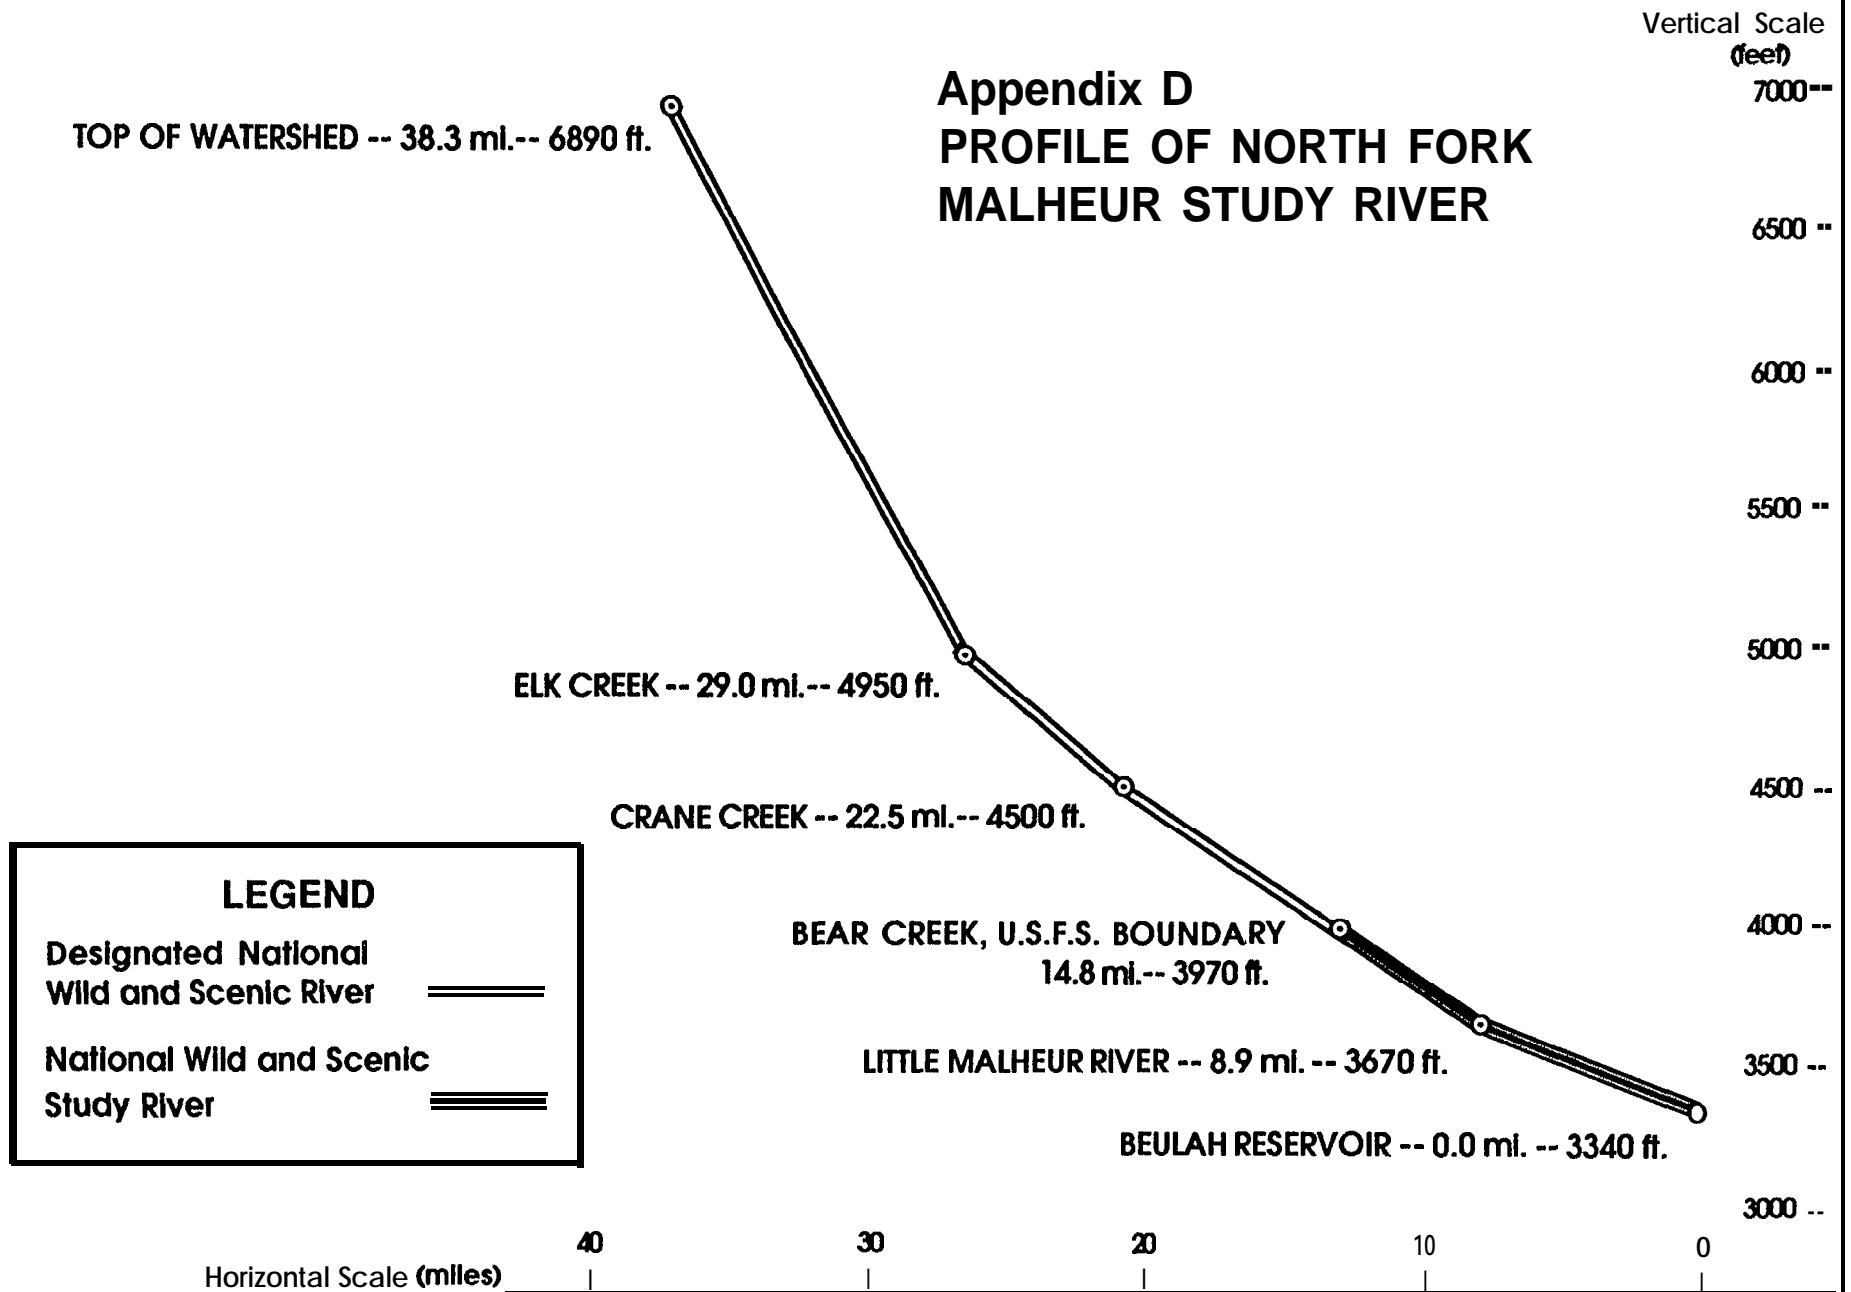 Vertical Scale
(feet)
Appendix D
PROFILE OF NORTH FORK
MALHEUR STUDY RIVER
7000--
TOP OF WATERSHED -- 38.3 mi.-- 6890 ft.
6500 --
6000 --
5500 --
5000 --
ELK CREEK -- 29.0 mi.-- 4950 ft.
4500 --
CRANE CREEK -- 22.5 mi.-- 4500 ft.
4000 --
BEAR CREEK, U.S.F.S. BOUNDARY
14.8 mi.-- 3970 ft.
3500 --
LITTLE MALHEUR RIVER -- 8.9 mi. -- 3670 ft.
BEULAH RESERVOIR -- 0.0 mi. -- 3340 ft.
3000 --
LEGEND
Designated National
Wild and Scenic River
National Wild and Scenic
Study River
40 30 20 10 0
Horizontal Scale (miles)